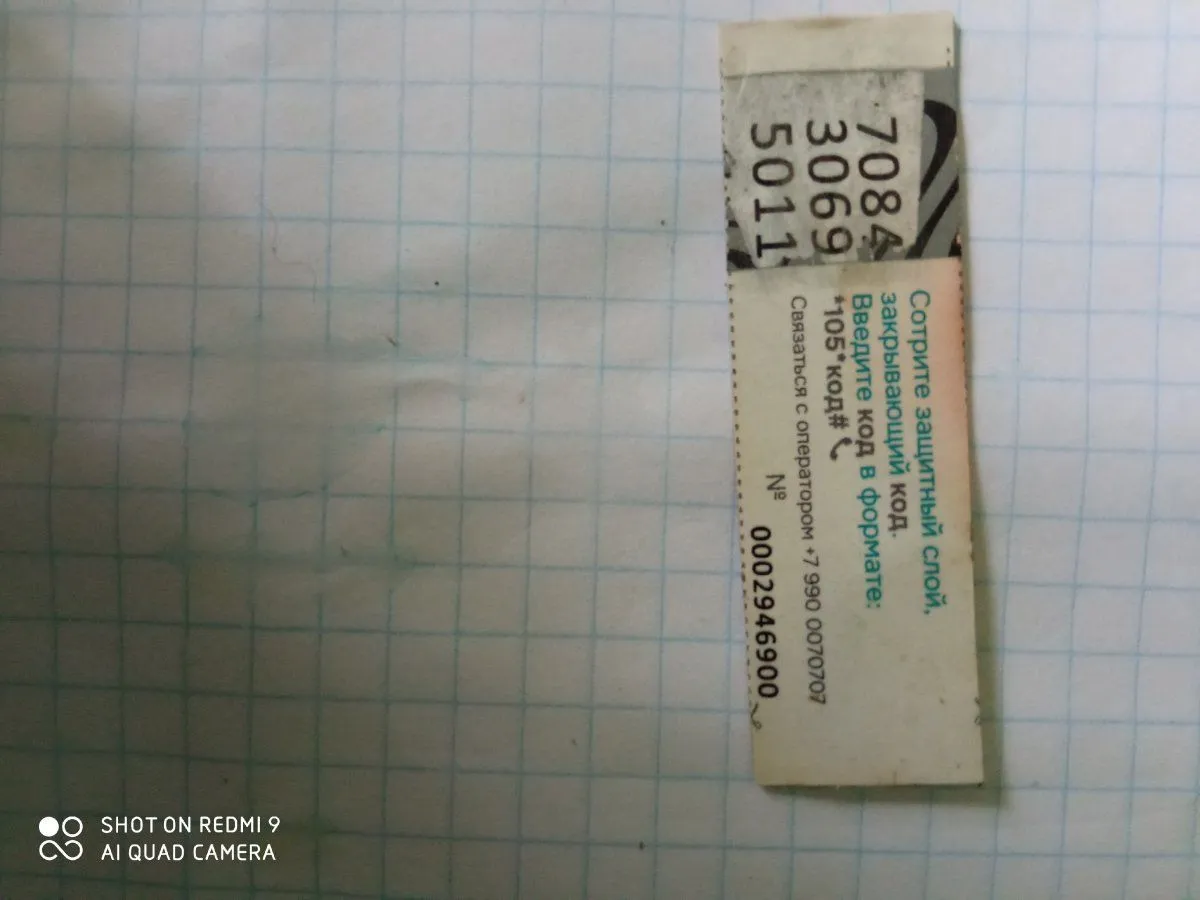 7084
3069
5011
Сотрите защитный слой,
закрывающий код.
Введите код в формате:
*105*код#
Связаться с оператором +7 990 0070707
№ 0002946900
SHOT ON REDMI 9
AI QUAD CAMERA